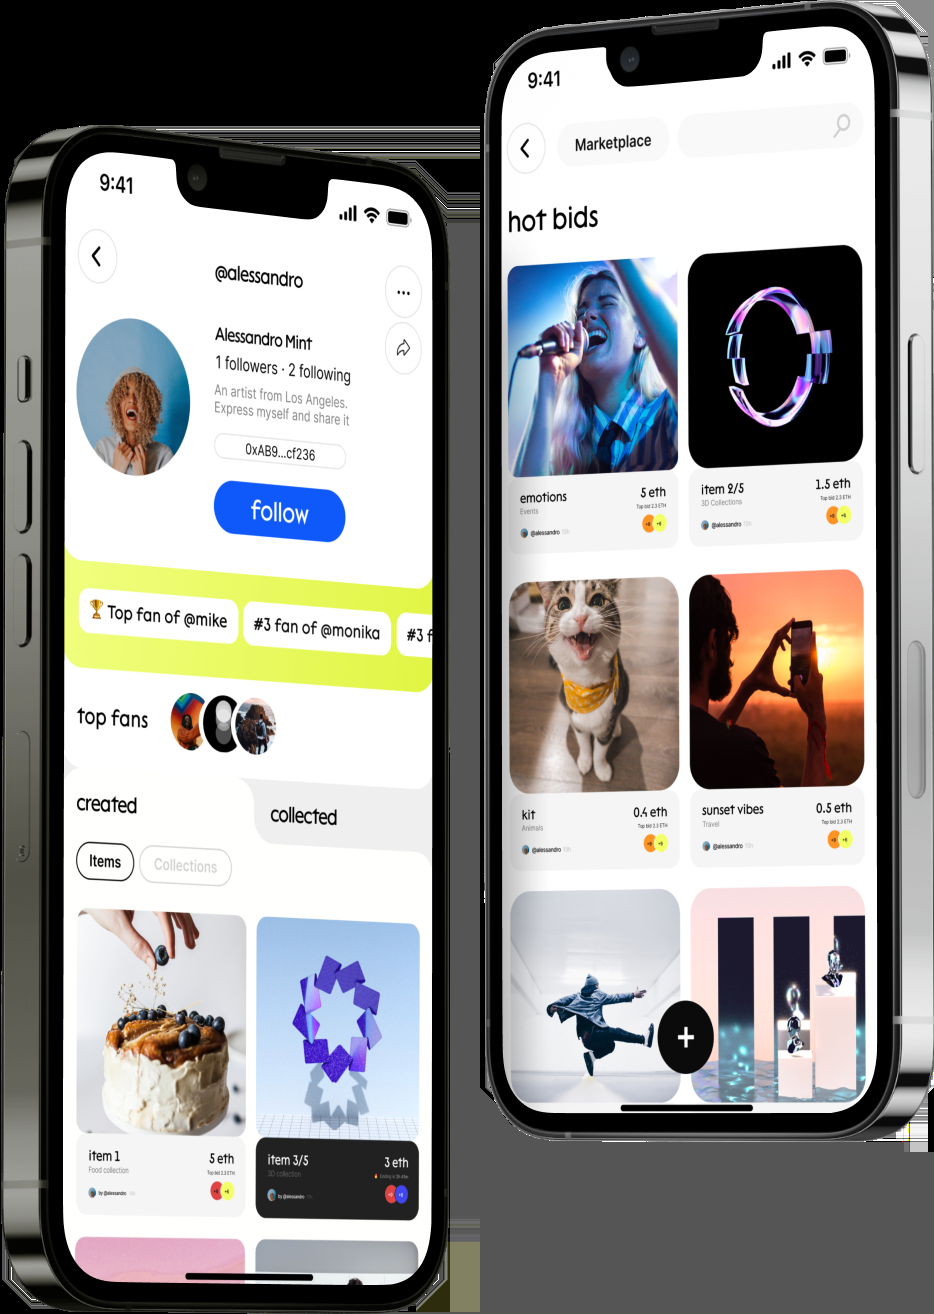 9:41
@alessandro
Alessandro Mint
1 followers · 2 following
An artist from Los Angeles.
Express myself and share it
0xAB9...cf236
follow
🏆 Top fan of @mike
#3 fan of @monika
#3 f
top fans
created
collected
Items
Collections
item 1
5 eth
Food collection
Top bid 2.3 ETH
by @alessandro
item 3/5
3 eth
3D collection
by @alessandro
9:41
Marketplace
hot bids
emotions
5 eth
Events
Top bid 2.3 ETH
@alessandro
item 2/5
1.5 eth
3D Collections
Top bid 2.3 ETH
@alessandro
kit
0.4 eth
Animals
Top bid 2.3 ETH
@alessandro
sunset vibes
0.5 eth
Travel
Top bid 2.3 ETH
@alessandro
+